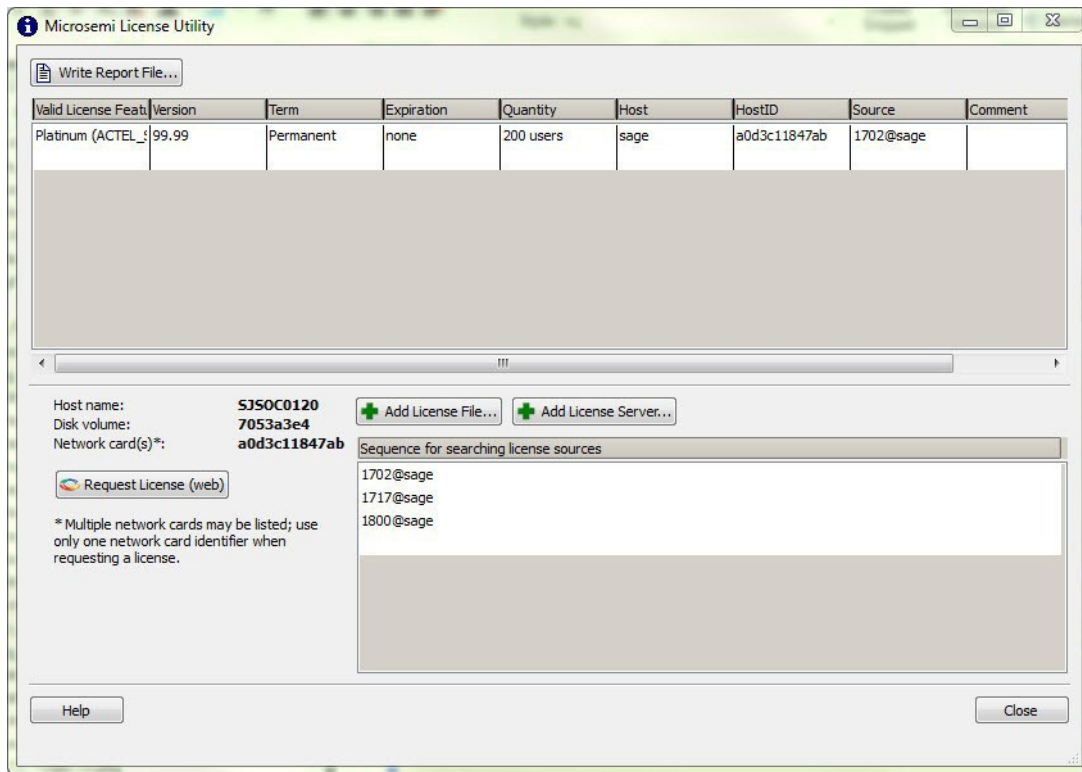 Microsemi License Utility
Write Report File...
Valid License Featu Version Term Expiration Quantity Host HostID Source Comment
Platinum (ACTEL_S 99.99 Permanent none 200 users sage a0d3c11847ab 1702@sage
Host name: SJSOC0120
Disk volume: 7053a3e4
Network card(s)*: a0d3c11847ab
Add License File... Add License Server...
Sequence for searching license sources
1702@sage
1717@sage
1800@sage
Request License (web)
* Multiple network cards may be listed; use
only one network card identifier when
requesting a license.
Help Close